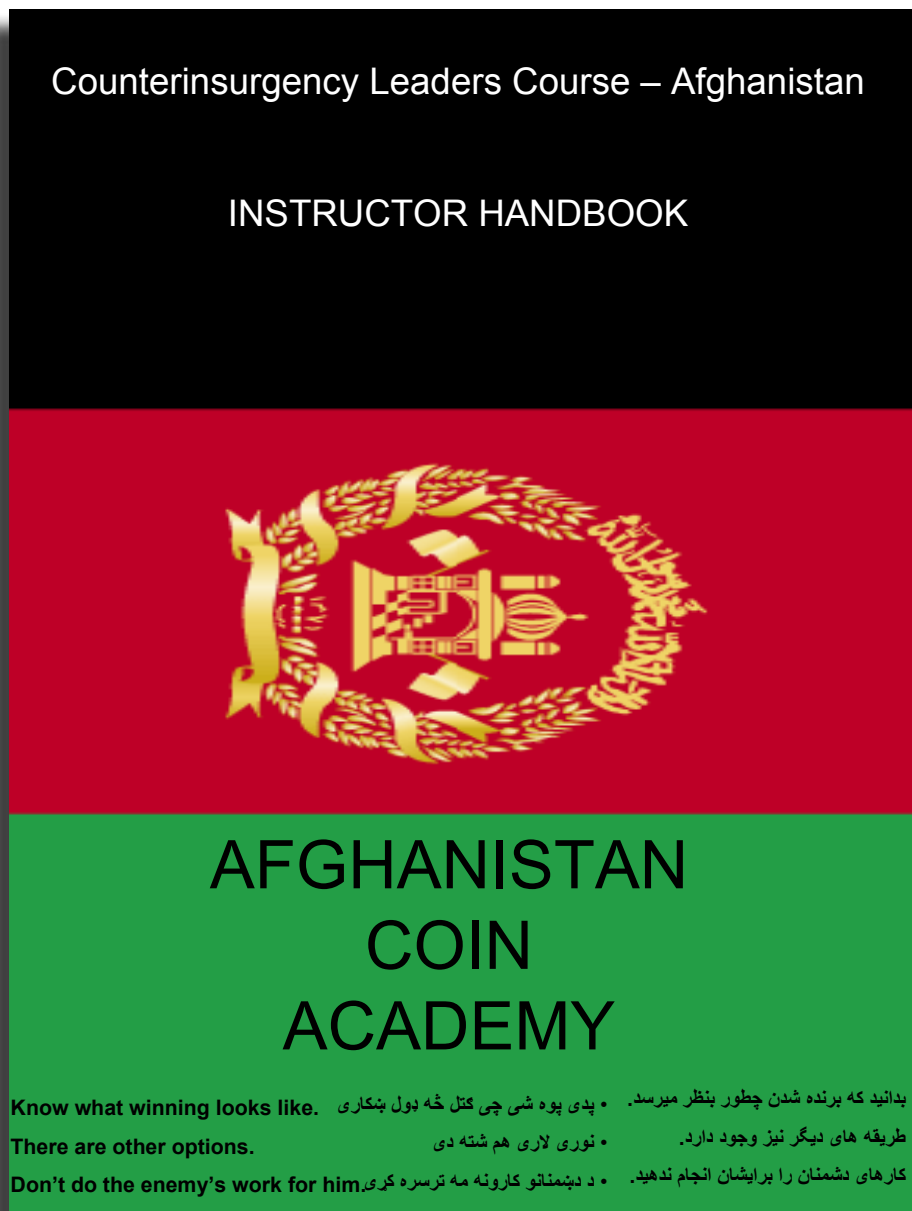 Counterinsurgency Leaders Course – Afghanistan
INSTRUCTOR HANDBOOK
AFGHANISTAN
COIN
ACADEMY
Know what winning looks like. • پدی پوه شی چی گتل څه ډول ښکاری بدانید که برنده شدن چطور بنظر میرسد.
There are other options. • نوری لاری هم شته دی طریقه های دیگر نیز وجود دارد.
Don’t do the enemy’s work for him. • د دښمنانو کارونه مه ترسره کړی کارهای دشمنان را برایشان انجام ندهید.